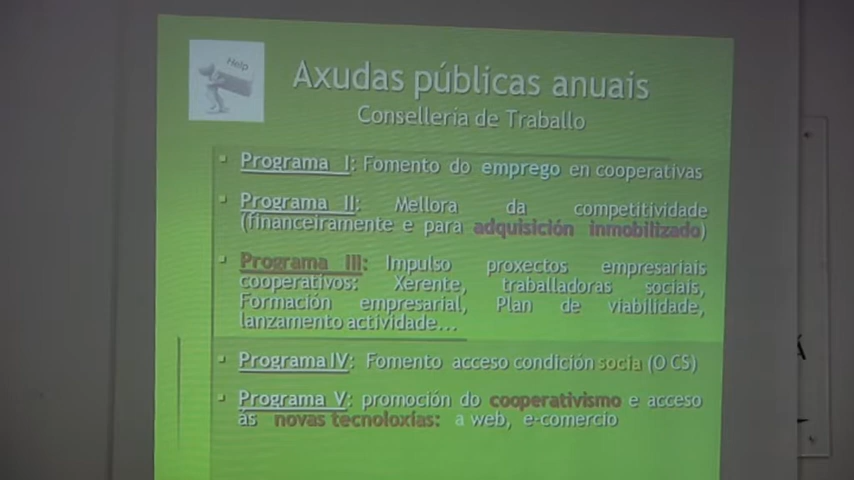 Help
Axudas públicas anuais
Conselleria de Traballo
Programa I: Fomento do emprego en cooperativas
Programa II: Mellora da competitividade
(financeiramente e para adquisición inmobilizado)
Programa III: Impulso proxectos empresariais
cooperativos: Xerente, traballadoras sociais,
Formación empresarial, Plan de viabilidade,
lanzamento actividade...
Programa IV: Fomento acceso condición socia (O CS)
Programa V: promoción do cooperativismo e acceso
ás novas tecnoloxías: a web, e-comercio